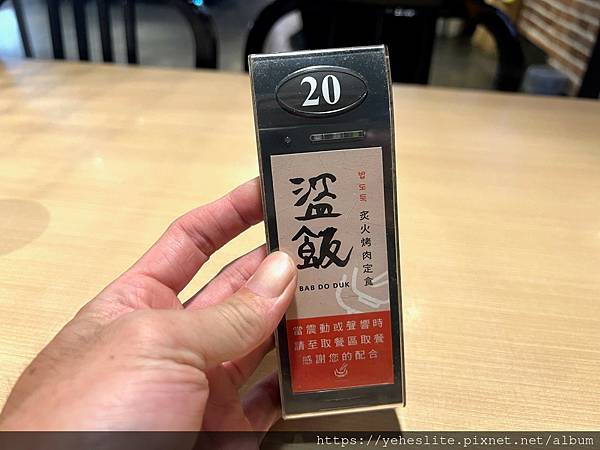 20
盜飯
밥도둑
炙火烤肉定食
BAB DO DUK
當震動或聲響時
請至取餐區取餐
感謝您的配合
https://yeheslite.pixnet.net/album